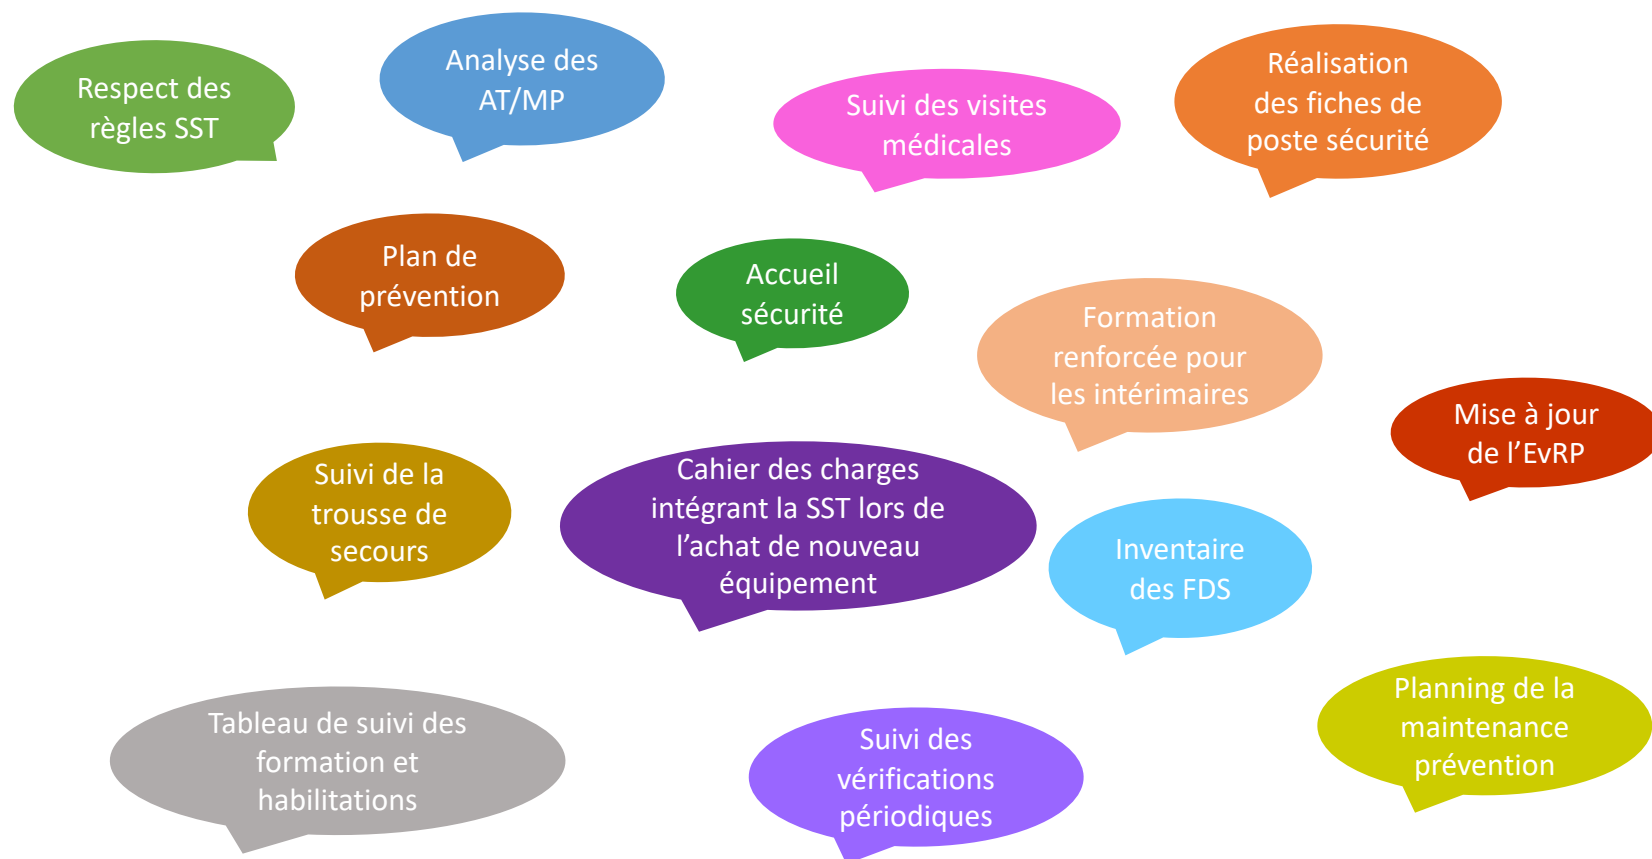 Respect des
règles SST
Analyse des
AT/MP
Suivi des visites
médicales
Réalisation
des fiches de
poste sécurité
Plan de
prévention
Accueil
sécurité
Formation
renforcée pour
les intérimaires
Mise à jour
de l’EvRP
Suivi de la
trousse de
secours
Cahier des charges
intégrant la SST lors de
l’achat de nouveau
équipement
Inventaire
des FDS
Tableau de suivi des
formation et
habilitations
Suivi des
vérifications
périodiques
Planning de la
maintenance
prévention